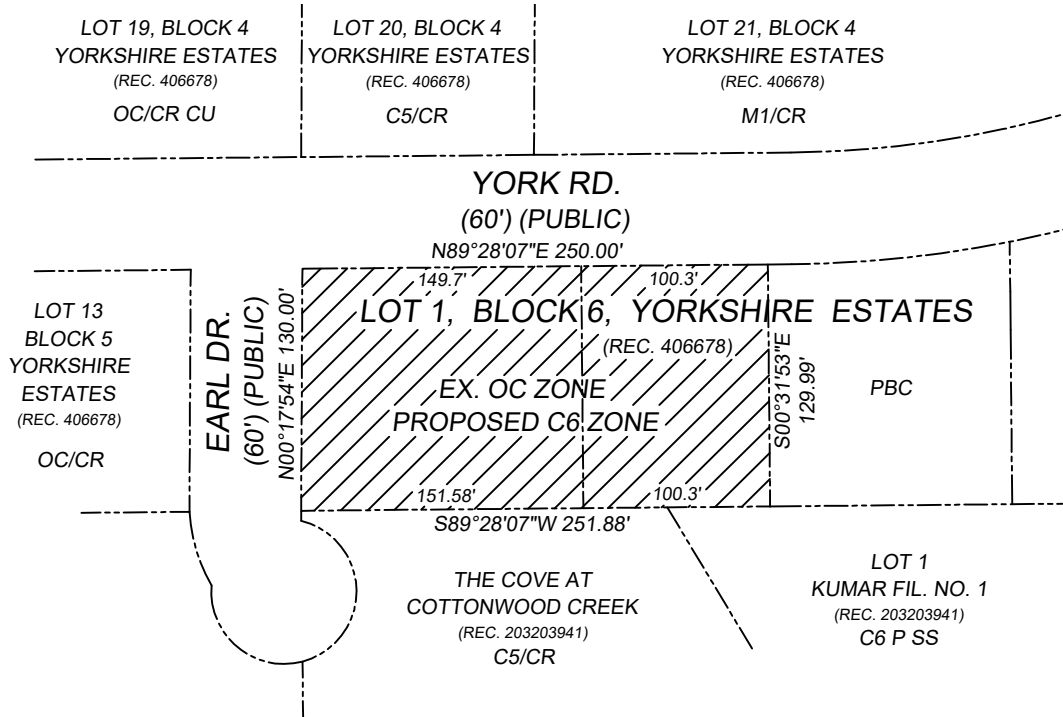 LOT 19, BLOCK 4
YORKSHIRE ESTATES
(REC. 406678)
OC/CR CU
LOT 20, BLOCK 4
YORKSHIRE ESTATES
(REC. 406678)
C5/CR
LOT 21, BLOCK 4
YORKSHIRE ESTATES
(REC. 406678)
M1/CR
YORK RD.
(60') (PUBLIC)
N89°28'07"E 250.00'
149.7'
100.3'
LOT 13
BLOCK 5
YORKSHIRE
ESTATES
(REC. 406678)
OC/CR
EARL DR.
(60') (PUBLIC)
N00°17'54"E 130.00'
LOT 1, BLOCK 6, YORKSHIRE ESTATES
(REC. 406678)
EX. OC ZONE
PROPOSED C6 ZONE
S00°31'53"E
129.99'
PBC
151.58'
100.3'
S89°28'07"W 251.88'
THE COVE AT
COTTONWOOD CREEK
(REC. 203203941)
C5/CR
LOT 1
KUMAR FIL. NO. 1
(REC. 203203941)
C6 P SS